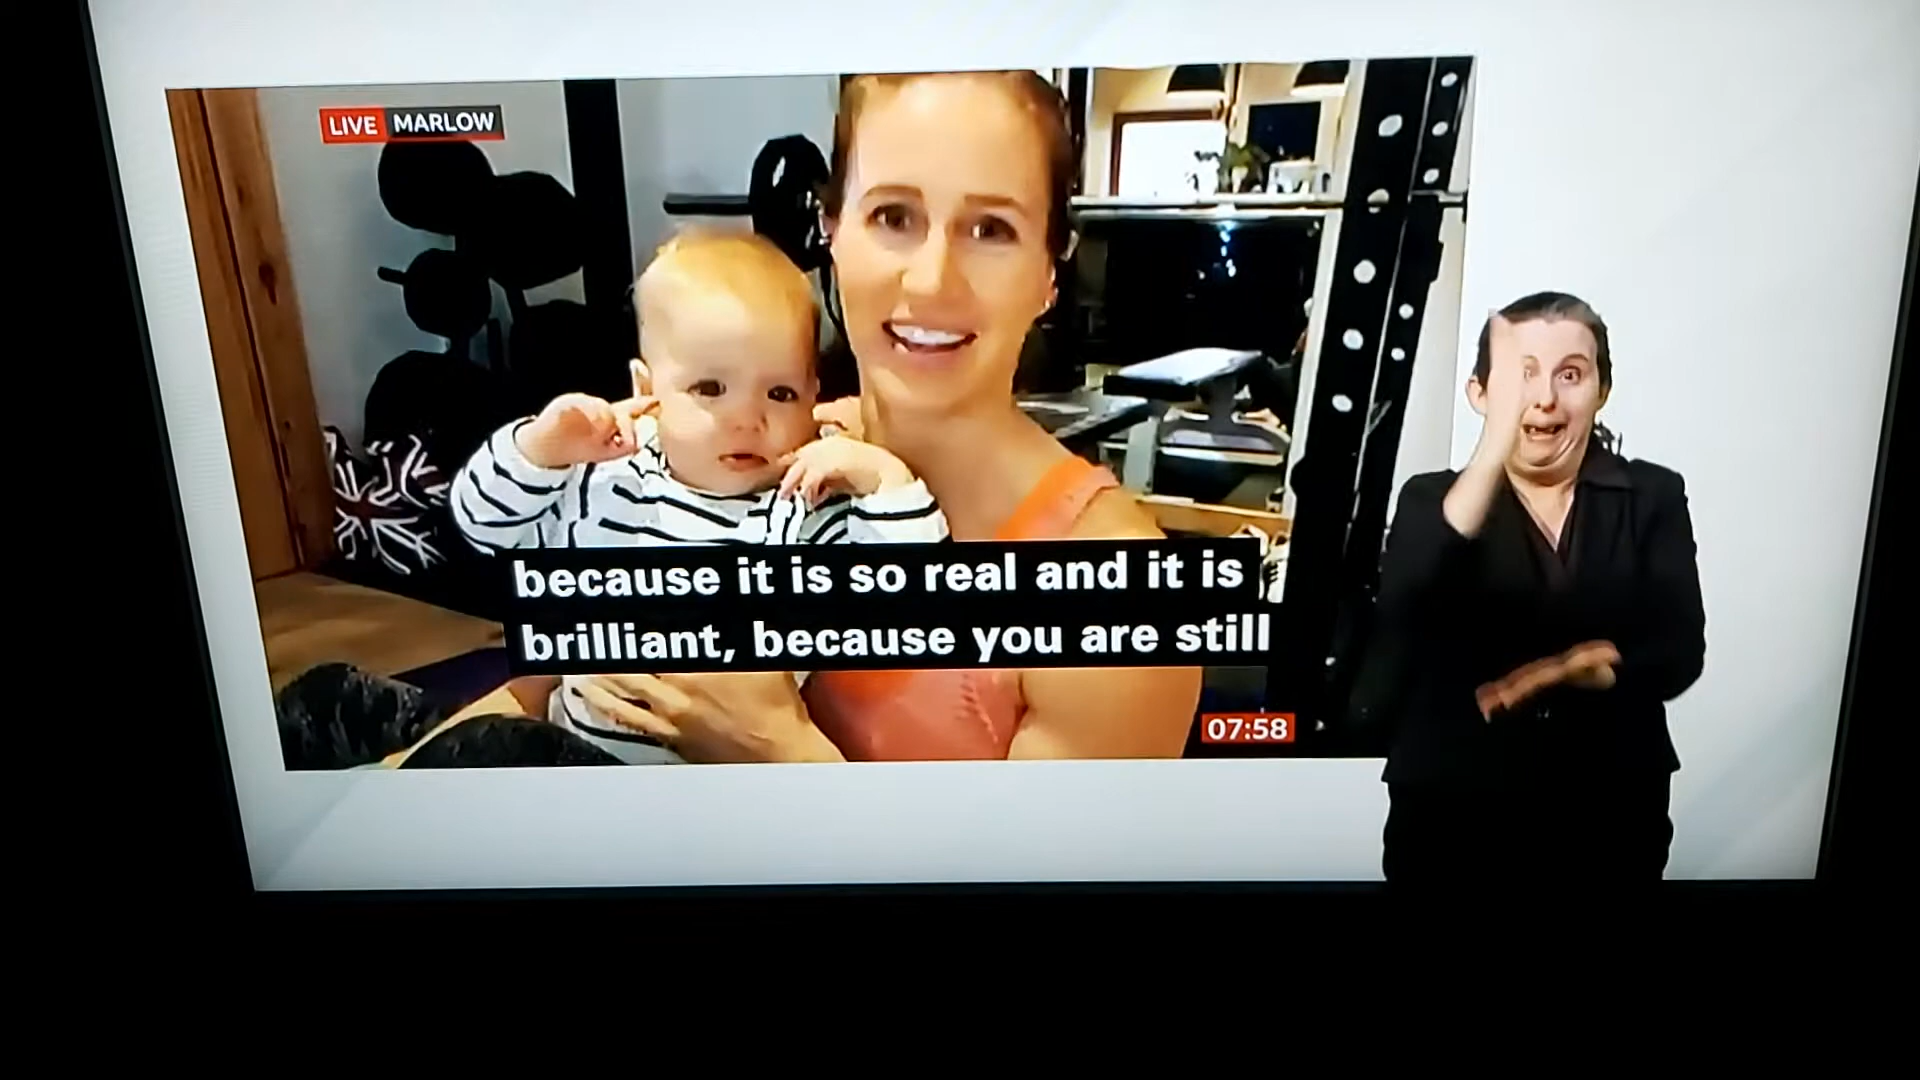 LIVE MARLOW
because it is so real and it is
brilliant, because you are still
07:58